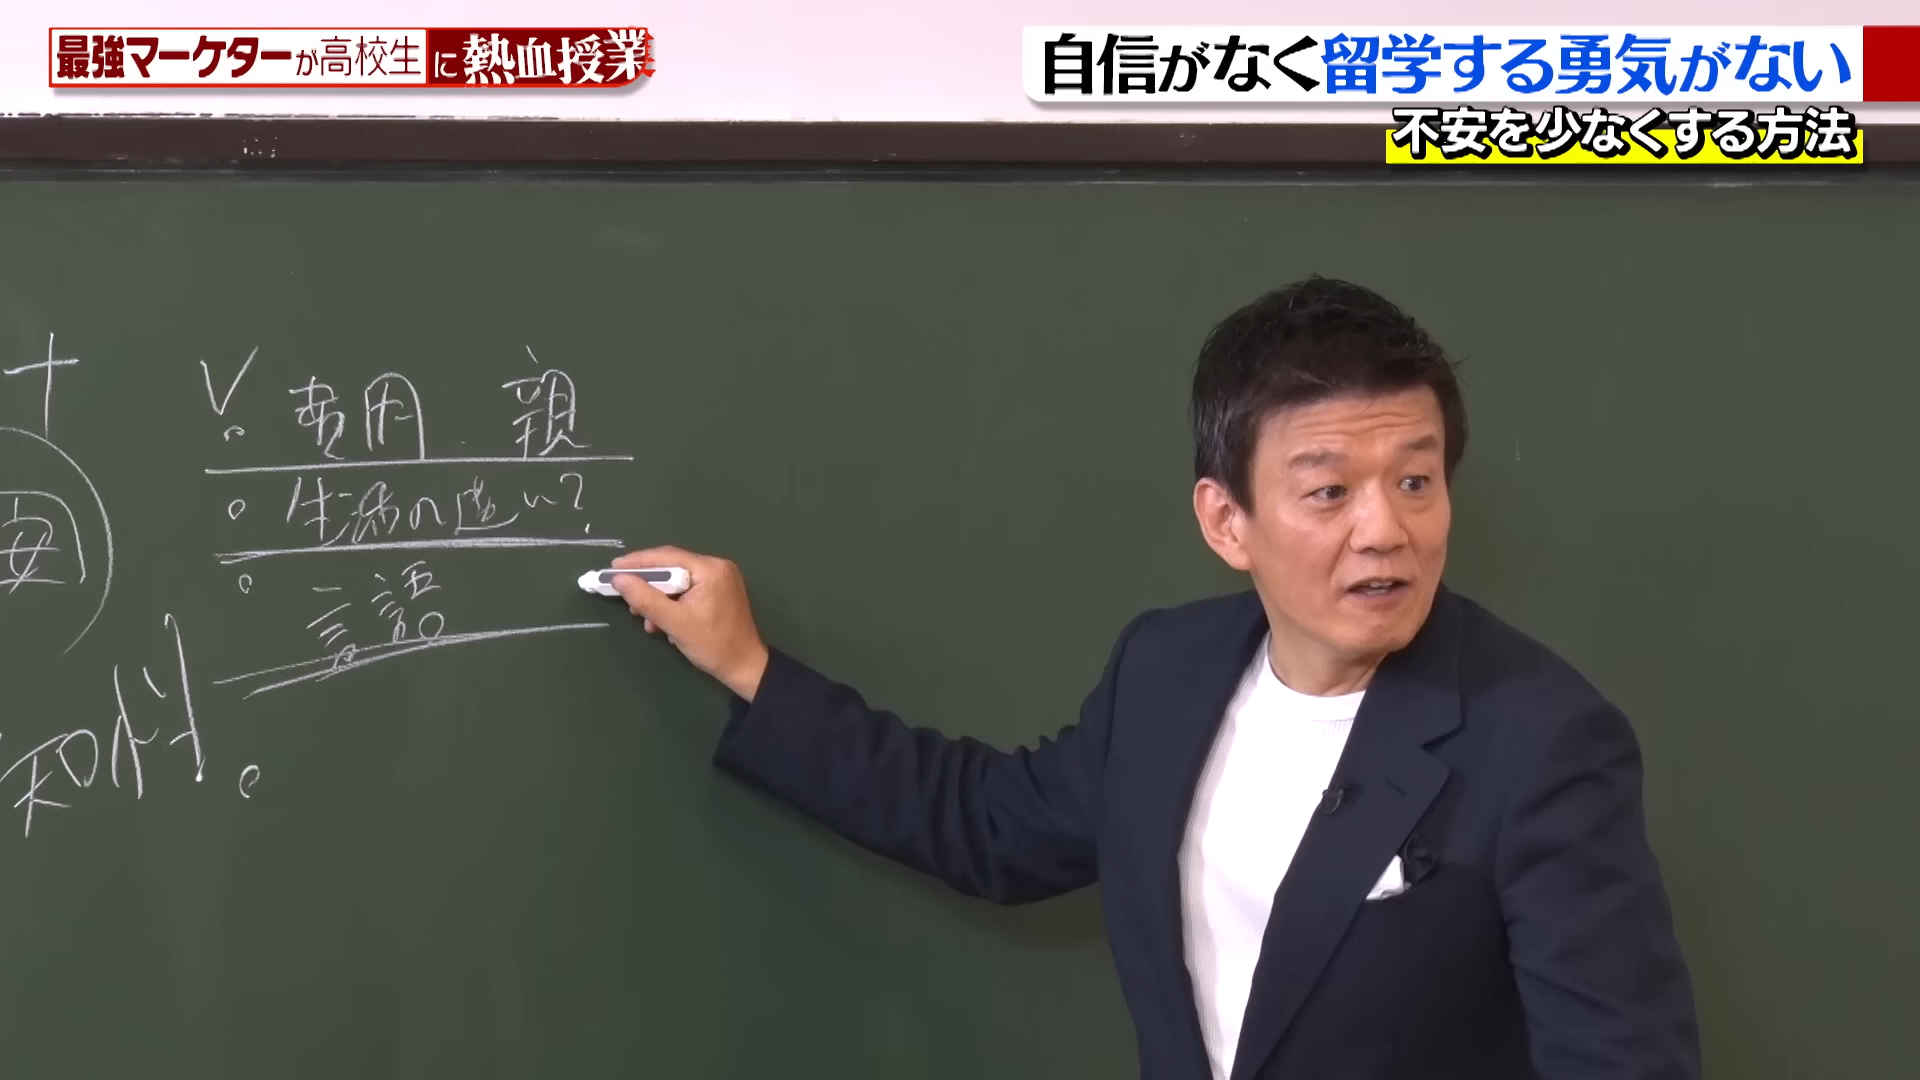 最強マーケターが高校生に熱血授業
自信がなく留学する勇気がない
不安を少なくする方法
費用 親
生活の違い?
言語
安